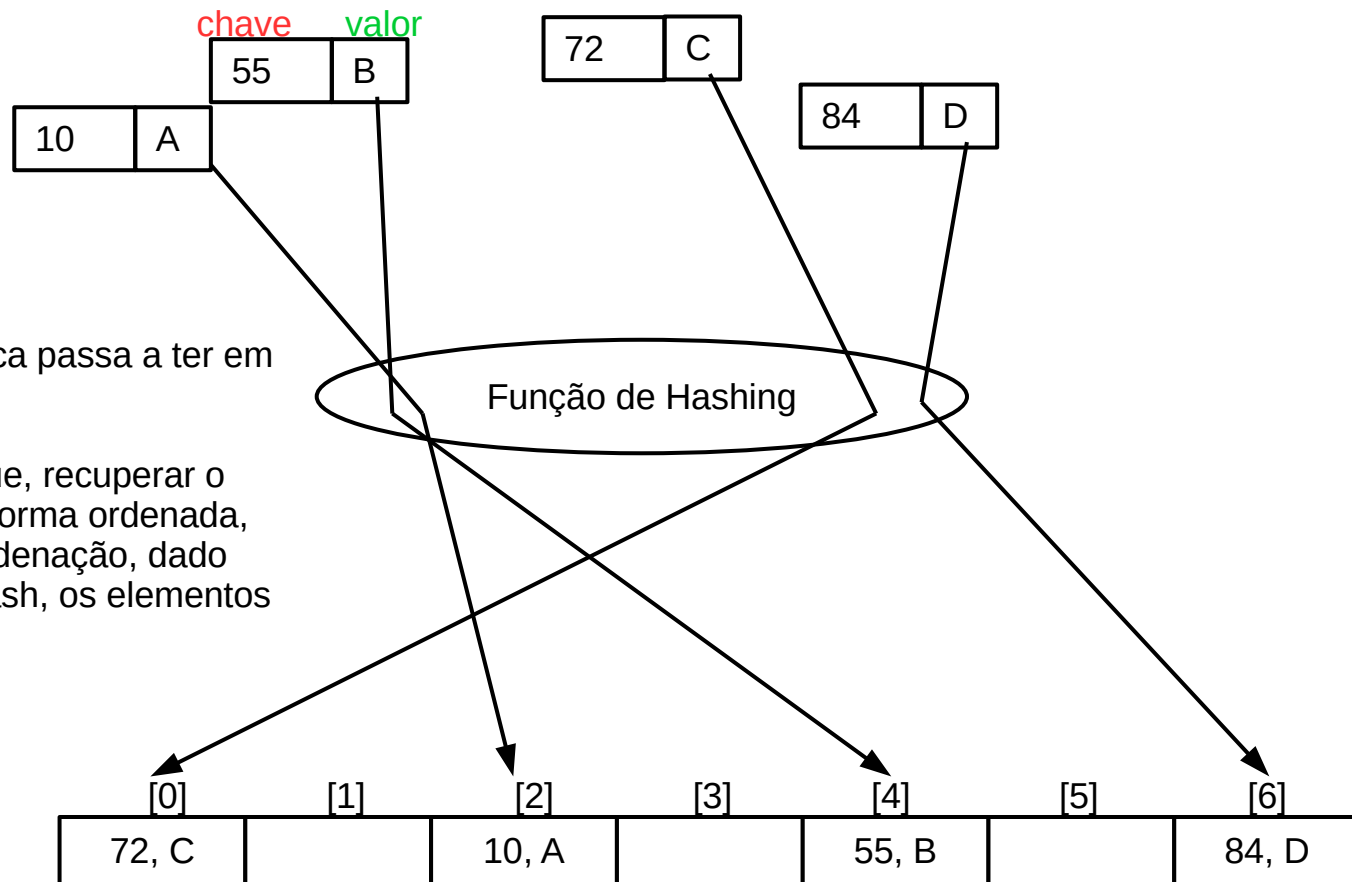 chave valor
55 B
72 C
84 D
10 A
ca passa a ter em
Função de Hashing
ue, recuperar o
orma ordenada,
denação, dado
ash, os elementos
[0] [1] [2] [3] [4] [5] [6]
72, C 10, A 55, B 84, D